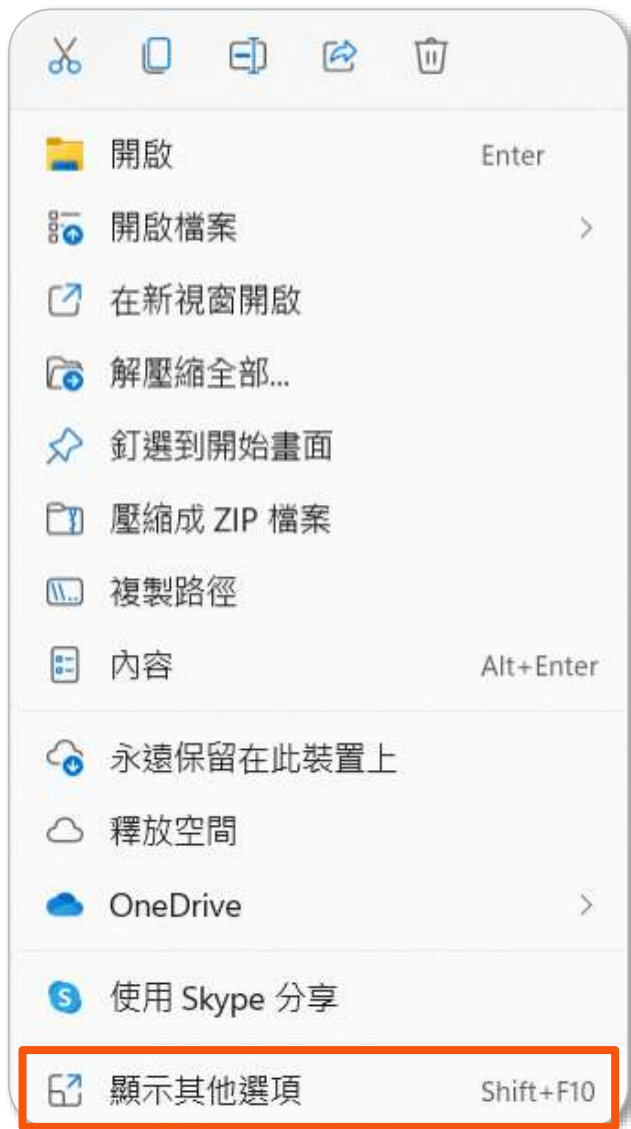 開啟 Enter
開啟檔案
在新視窗開啟
解壓縮全部...
釘選到開始畫面
壓縮成 ZIP 檔案
複製路徑
內容 Alt+Enter
永遠保留在此裝置上
釋放空間
OneDrive
使用 Skype 分享
顯示其他選項 Shift+F10